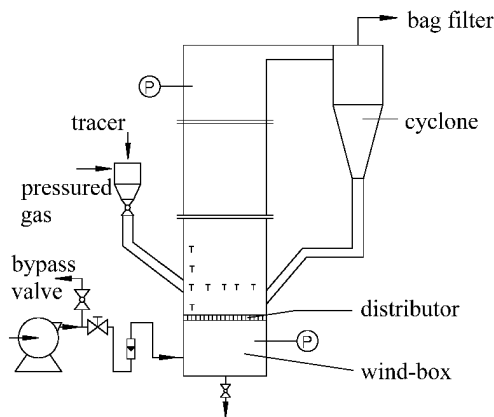 bag filter
P
tracer
cyclone
pressured
gas
T
T
T T T T T
T
bypass
valve
distributor
P
wind-box